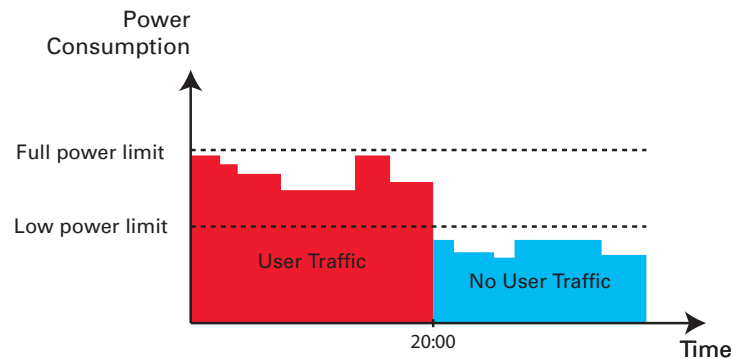 Power
Consumption
Full power limit
Low power limit
User Traffic
No User Traffic
20:00
Time